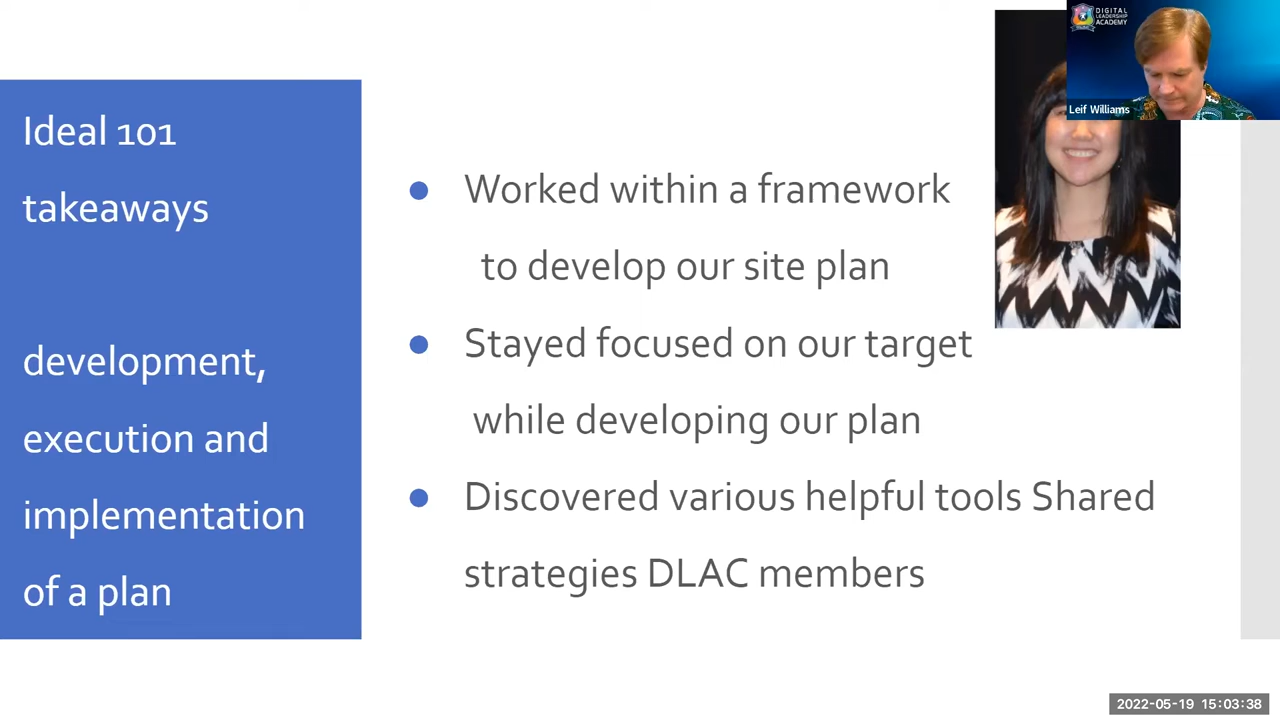 Ideal 101
takeaways
development,
execution and
implementation
of a plan
Worked within a framework
to develop our site plan
Stayed focused on our target
while developing our plan
Discovered various helpful tools Shared
strategies DLAC members
DIGITAL
LEADERSHIP
ACADEMY
Leif Williams
2022-05-19 15:03:38